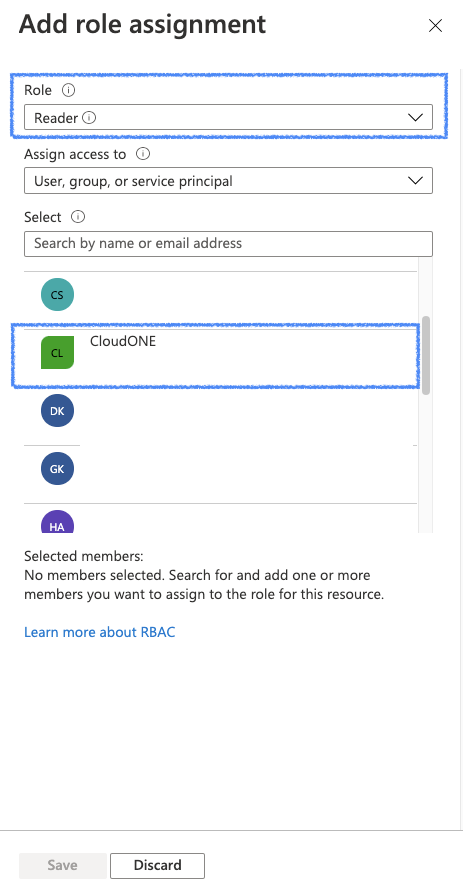 Add role assignment
Role
Reader
Assign access to
User, group, or service principal
Select
Search by name or email address
CS
CL CloudONE
DK
GK
HA
Selected members:
No members selected. Search for and add one or more
members you want to assign to the role for this resource.
Learn more about RBAC
Save Discard